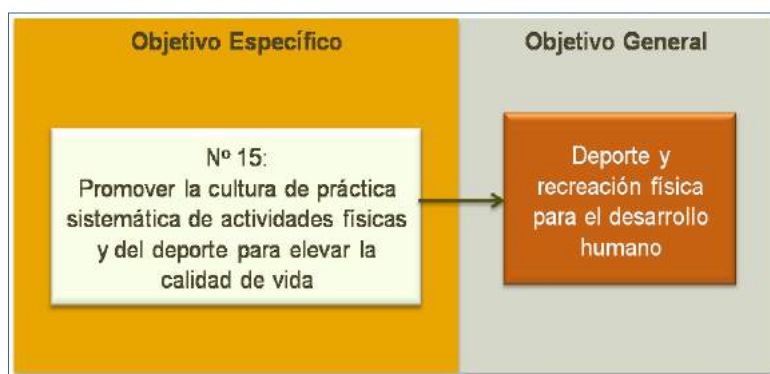 Objetivo Específico
Objetivo General
Nº 15:
Promover la cultura de práctica
sistemática de actividades físicas
y del deporte para elevar la
calidad de vida
Deporte y
recreación física
para el desarrollo
humano